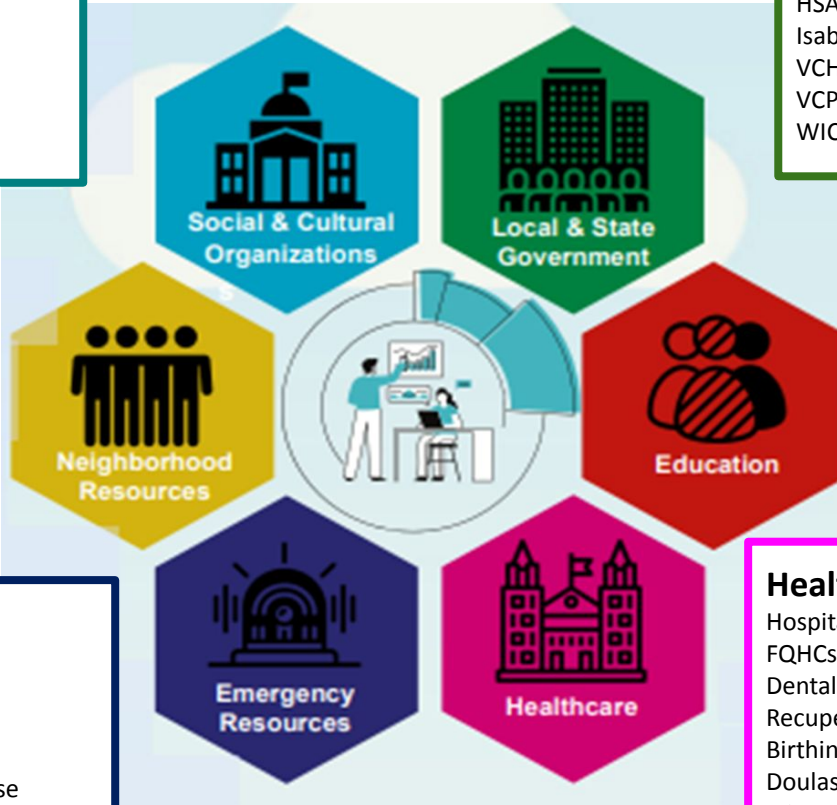 HSA
Isab
VCH
VCP
WIC
Social & Cultural
Organizations
s
Local & State
Government
Neighborhood
Resources
Education
Emergency
Resources
Healthcare
se
Healt
Hospita
FQHCs
Dental
Recupe
Birthin
Doulas